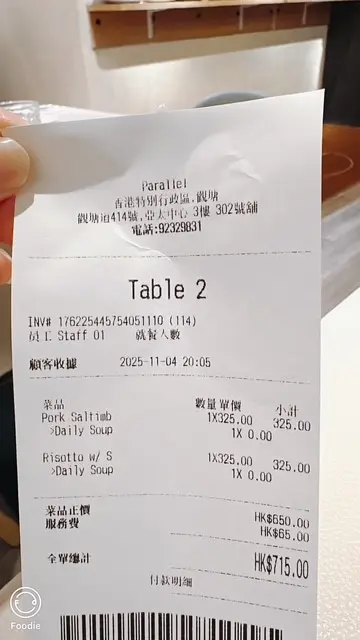 Parallel
香港特別行政區, 觀塘
觀塘道414號, 亞太中心 3樓 302號舖
電話:92329831
Table 2
INV# 176225445754051110 (114)
員工 Staff 01 就餐人數
顧客收據 2025-11-04 20:05
菜品 數量單價 小計
Pork Saltimb 1X325.00 325.00
>Daily Soup 1X 0.00
Risotto w/ S 1X325.00 325.00
>Daily Soup 1X 0.00
菜品正價 HK$650.00
服務費 HK$65.00
全單總計 HK$715.00
付款明細
Foodie